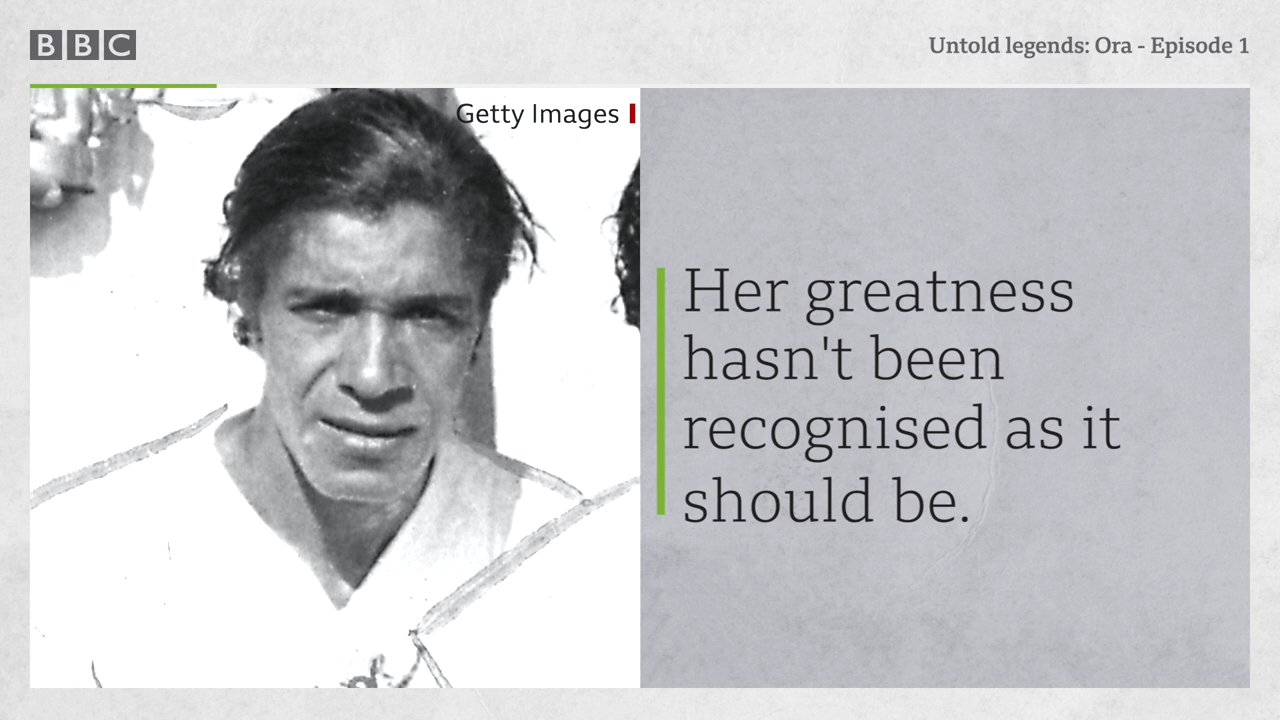 BBC
Untold legends: Ora - Episode 1
Getty Images
Her greatness
hasn't been
recognised as it
should be.